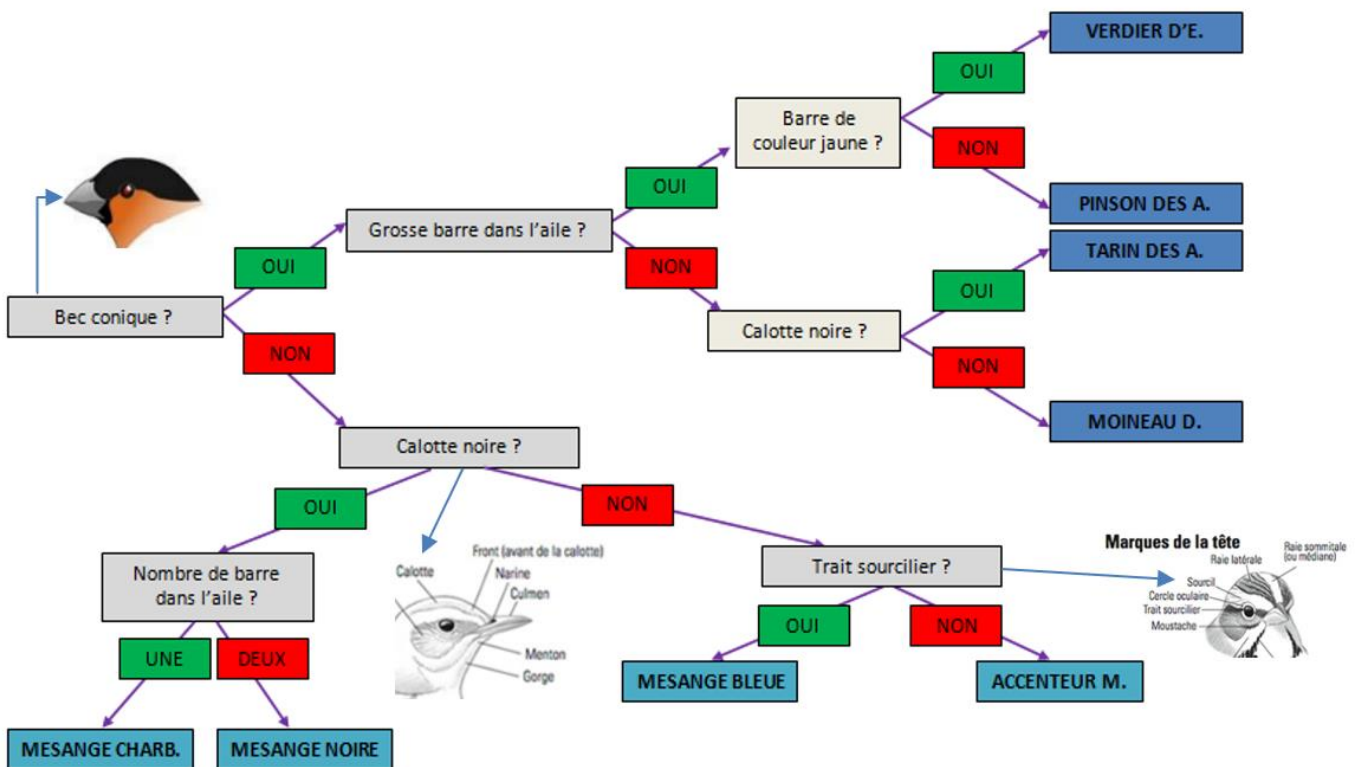 VERDIER D'E.
OUI
Barre de
couleur jaune ?
NON
OUI
PINSON DES A.
Grosse barre dans l'aile ?
TARIN DES A.
OUI
NON
OUI
Bec conique ?
Calotte noire ?
NON
NON
MOINEAU D.
Calotte noire ?
OUI
NON
Marques de la tête
Raie latérale
Raie sommitale
(ou médiane)
Sourcil
Cercle oculaire
Trait sourcilier
Moustache
Front (avant de la calotte)
Calotte
Narine
Culmen
Menton
Gorge
Nombre de barre
dans l'aile ?
Trait sourcilier ?
OUI
NON
UNE
DEUX
MESANGE BLEUE
ACCENTEUR M.
MESANGE CHARB.
MESANGE NOIRE